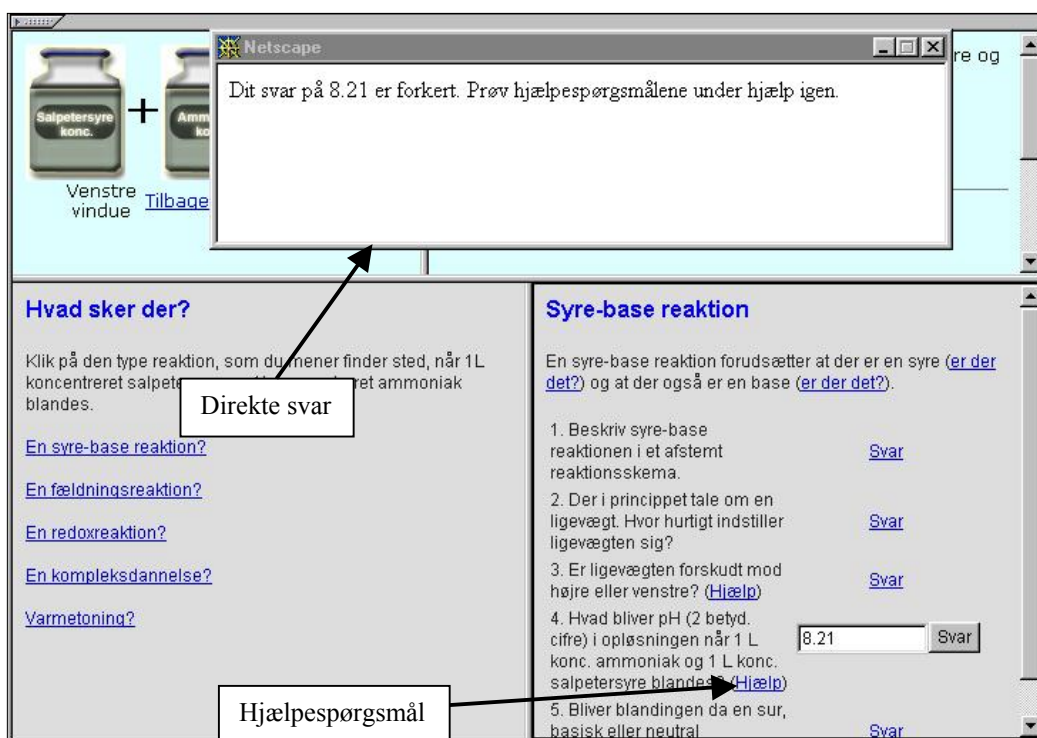 Netscape
Dit svar på 8.21 er forkert. Prøv hjælpespørgsmålene under hjælp igen.
re og
Salpetersyre
konc.
+
Amm
ko
Venstre
vindue
Tilbage
Hvad sker der?
Klik på den type reaktion, som du mener finder sted, når 1L
koncentreret salpete
ret ammoniak
blandes.
Direkte svar
En syre-base reaktion?
En fældningsreaktion?
En redoxreaktion?
En kompleksdannelse?
Varmetoning?
Hjælpespørgsmål
Syre-base reaktion
En syre-base reaktion forudsætter at der er en syre (er der
det?) og at der også er en base (er der det?).
1. Beskriv syre-base
reaktionen i et afstemt
reaktionsskema.
Svar
2. Der i princippet tale om en
ligevægt. Hvor hurtigt indstiller
ligevægten sig?
Svar
3. Er ligevægten forskudt mod
højre eller venstre? (Hjælp)
Svar
4. Hvad bliver pH (2 betyd.
cifre) i opløsningen når 1 L
konc. ammoniak og 1 L konc.
salpetersyre blandes? (Hjælp)
8.21
Svar
5. Bliver blandingen da en sur,
basisk eller neutral
Svar